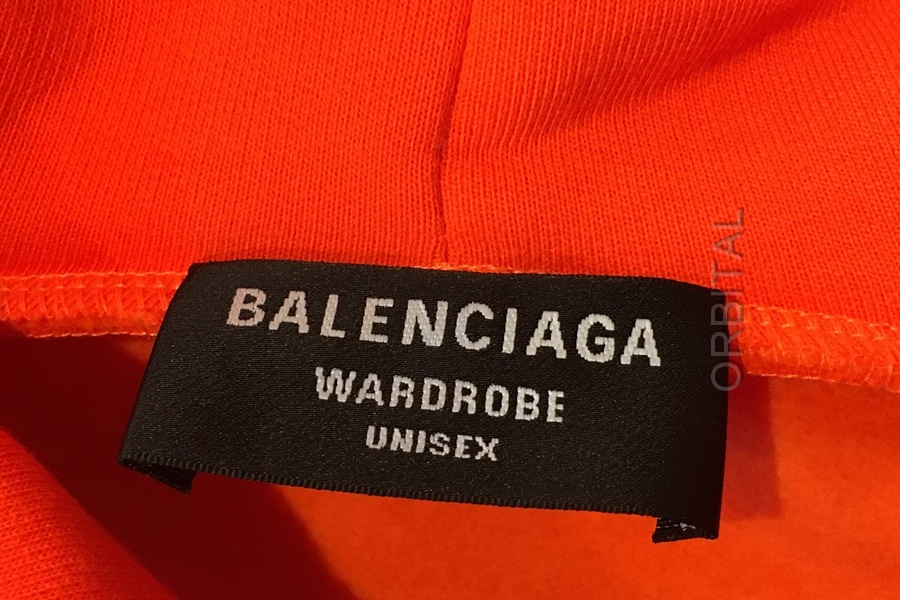 BALENCIAGA
WARDROBE
UNISEX
ORBITAL